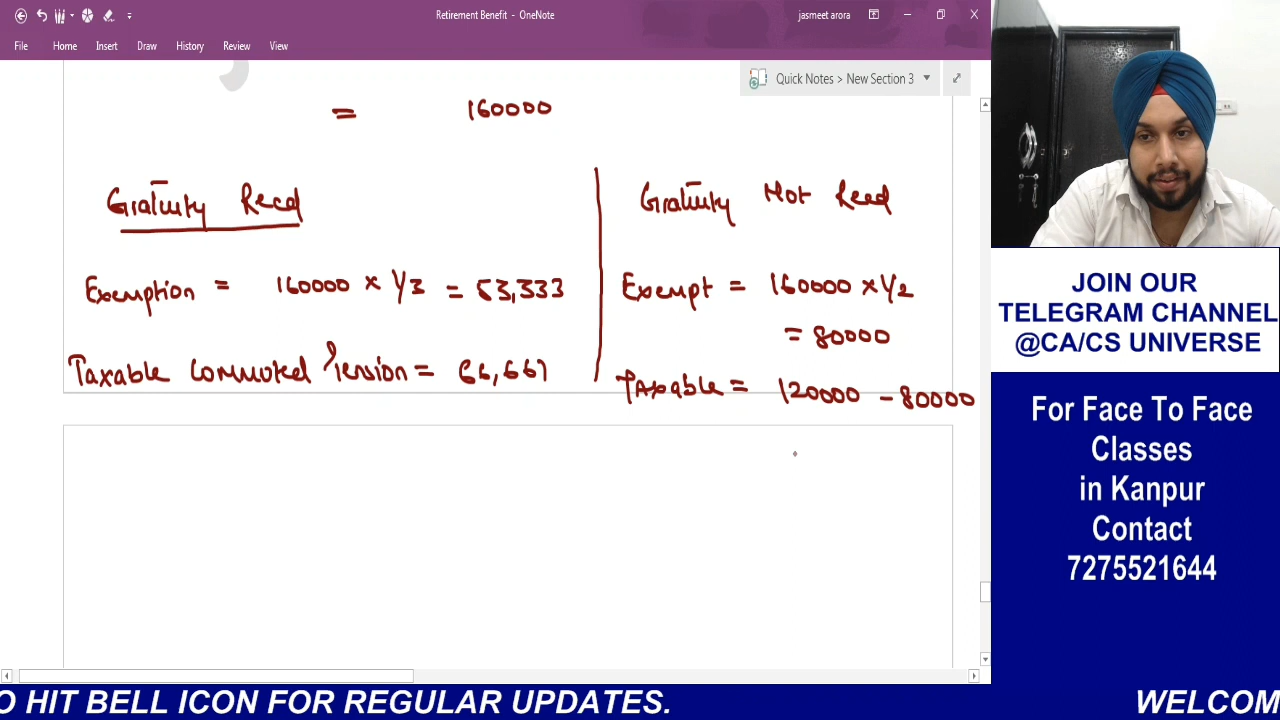 Retirement Benefit - OneNote
jasmeet arora
File Home Insert Draw History Review View
Quick Notes > New Section 3
= 160000
Gratuity Recd
Exemption = 160000 × 1/3 = 53,333
Taxable Commuted Pension = 66,667
Gratuity Not Recd
Exempt = 160000 × 1/2
= 80000
Taxable = 120000 - 80000
JOIN OUR
TELEGRAM CHANNEL
@CA/CS UNIVERSE
For Face To Face
Classes
in Kanpur
Contact
7275521644
O HIT BELL ICON FOR REGULAR UPDATES. WELCOM